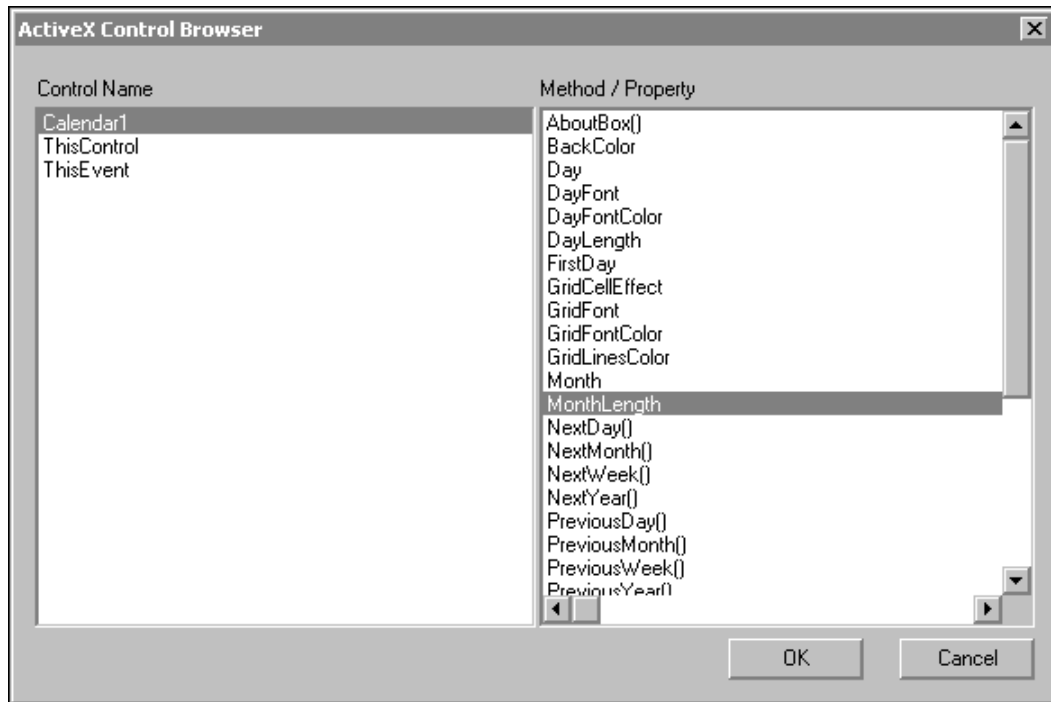 ActiveX Control Browser
Control Name
Calendar1
ThisControl
ThisEvent
Method / Property
AboutBox()
BackColor
Day
DayFont
DayFontColor
DayLength
FirstDay
GridCellEffect
GridFont
GridFontColor
GridLinesColor
Month
MonthLength
NextDay()
NextMonth()
NextWeek()
NextYear()
PreviousDay()
PreviousMonth()
PreviousWeek()
PreviousYear()
OK
Cancel